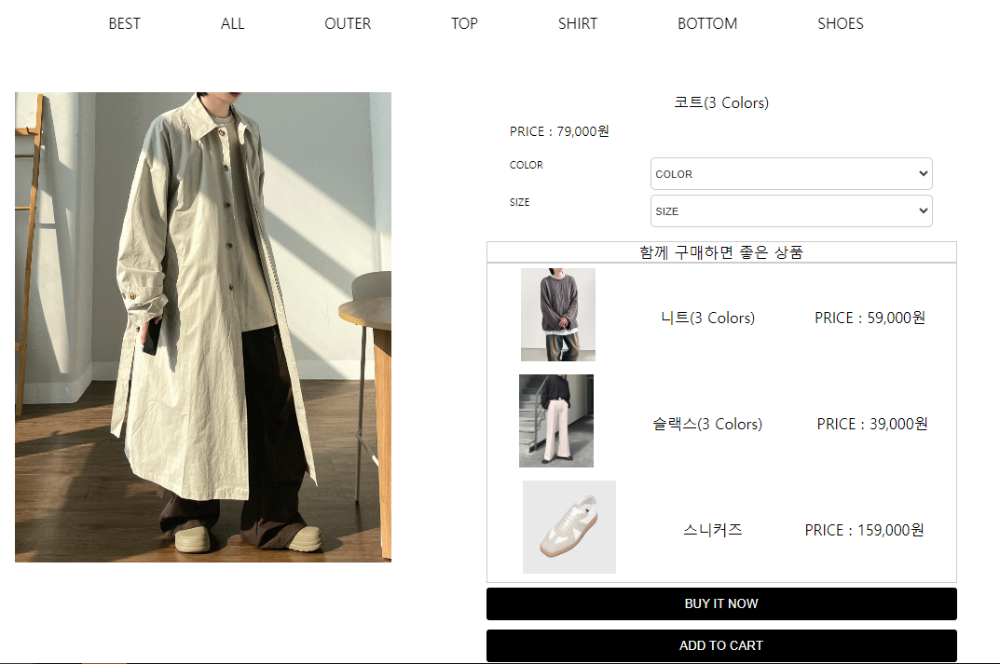 BEST ALL OUTER TOP SHIRT BOTTOM SHOES
코트(3 Colors)
PRICE : 79,000원
COLOR COLOR
SIZE SIZE
함께 구매하면 좋은 상품
니트(3 Colors) PRICE : 59,000원
슬랙스(3 Colors) PRICE : 39,000원
스니커즈 PRICE : 159,000원
BUY IT NOW
ADD TO CART